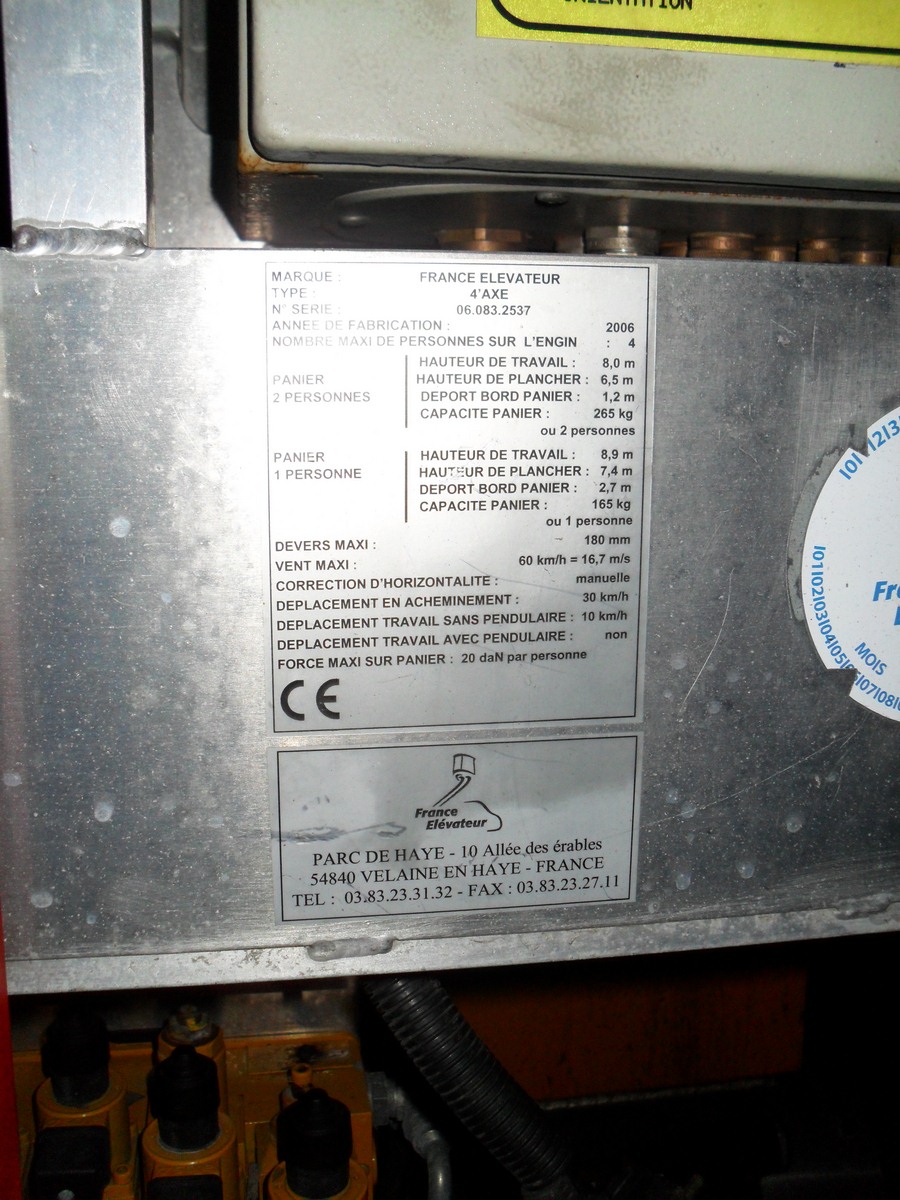 ORIENTATION
MARQUE : FRANCE ELEVATEUR
TYPE : 4'AXE
N° SERIE : 06.083.2537
ANNEE DE FABRICATION : 2006
NOMBRE MAXI DE PERSONNES SUR L'ENGIN : 4
PANIER
2 PERSONNES
HAUTEUR DE TRAVAIL : 8,0 m
HAUTEUR DE PLANCHER : 6,5 m
DEPORT BORD PANIER : 1,2 m
CAPACITE PANIER : 265 kg
ou 2 personnes
PANIER
1 PERSONNE
HAUTEUR DE TRAVAIL : 8,9 m
HAUTEUR DE PLANCHER : 7,4 m
DEPORT BORD PANIER : 2,7 m
CAPACITE PANIER : 165 kg
ou 1 personne
DEVERS MAXI : 180 mm
VENT MAXI : 60 km/h = 16,7 m/s
CORRECTION D'HORIZONTALITE : manuelle
DEPLACEMENT EN ACHEMINEMENT : 30 km/h
DEPLACEMENT TRAVAIL SANS PENDULAIRE : 10 km/h
DEPLACEMENT TRAVAIL AVEC PENDULAIRE : non
FORCE MAXI SUR PANIER : 20 daN par personne
CE
France
Elévateur
PARC DE HAYE - 10 Allée des érables
54840 VELAINE EN HAYE - FRANCE
TEL : 03.83.23.31.32 - FAX : 03.83.23.27.11
MOIS